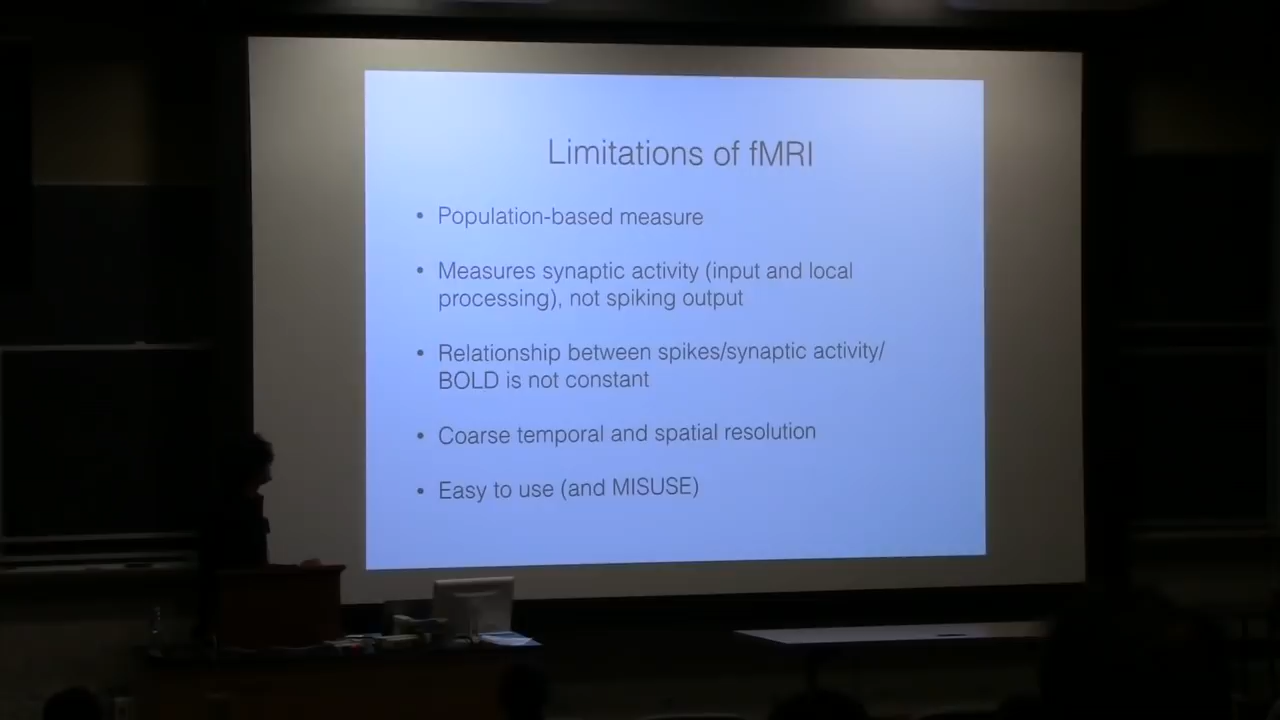 Limitations of fMRI
• Population-based measure
• Measures synaptic activity (input and local
processing), not spiking output
• Relationship between spikes/synaptic activity/
BOLD is not constant
• Coarse temporal and spatial resolution
• Easy to use (and MISUSE)